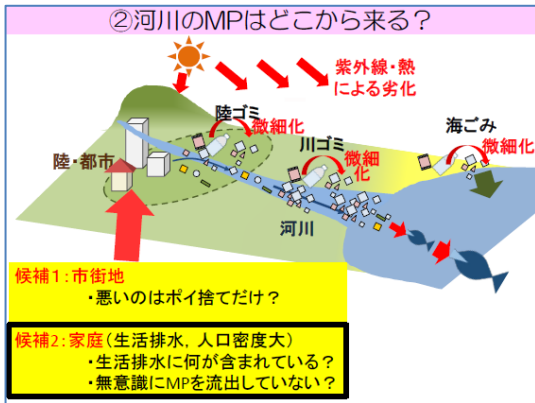 ②河川のMPはどこから来る?
紫外線・熱
による劣化
陸ゴミ
微細化
川ゴミ
微細
化
海ごみ
微細化
陸・都市
河川
候補1:市街地
・悪いのはポイ捨てだけ?
候補2:家庭(生活排水,人口密度大)
・生活排水に何が含まれている?
・無意識にMPを流出していない?